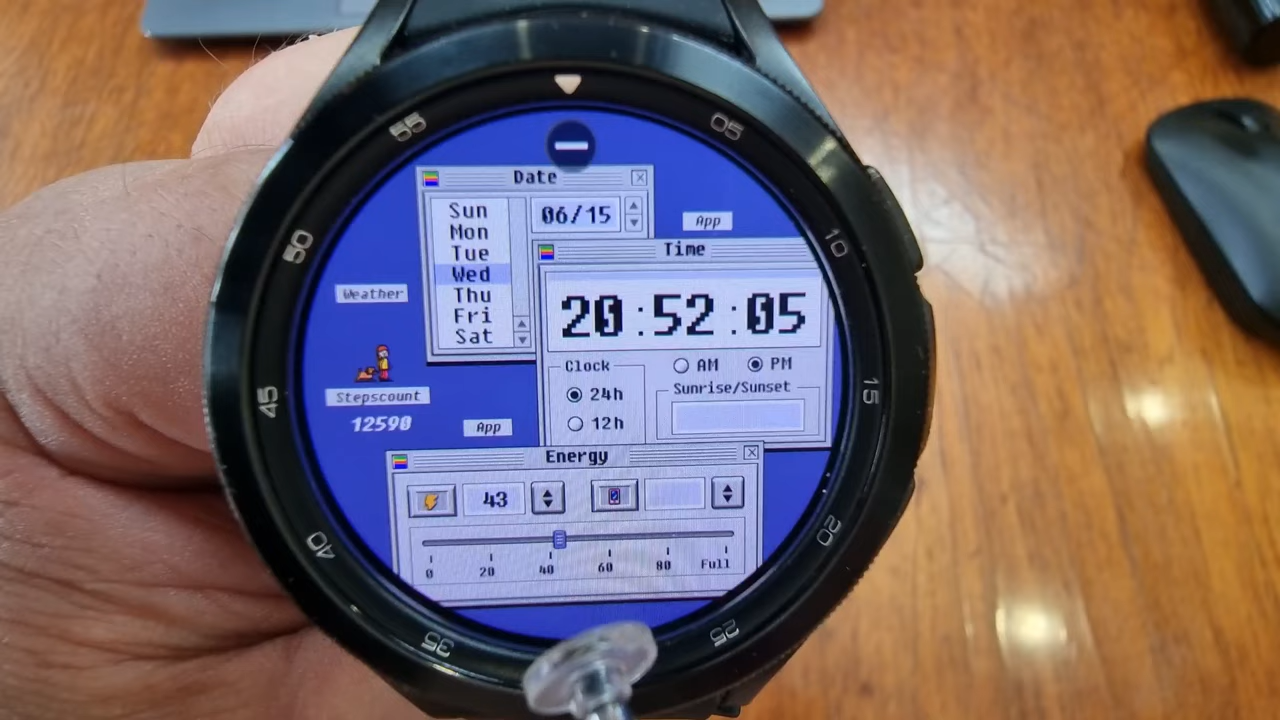 55
05
Date
Sun
Mon
Tue
Wed
Thu
Fri
Sat
06/15
App
Time
20:52:05
Clock
24h
12h
AM
PM
Sunrise/Sunset
Weather
Stepscount
12590
App
Energy
43
0
0 20 40 60 80 Full
50
10
45
15
40
20
35
25